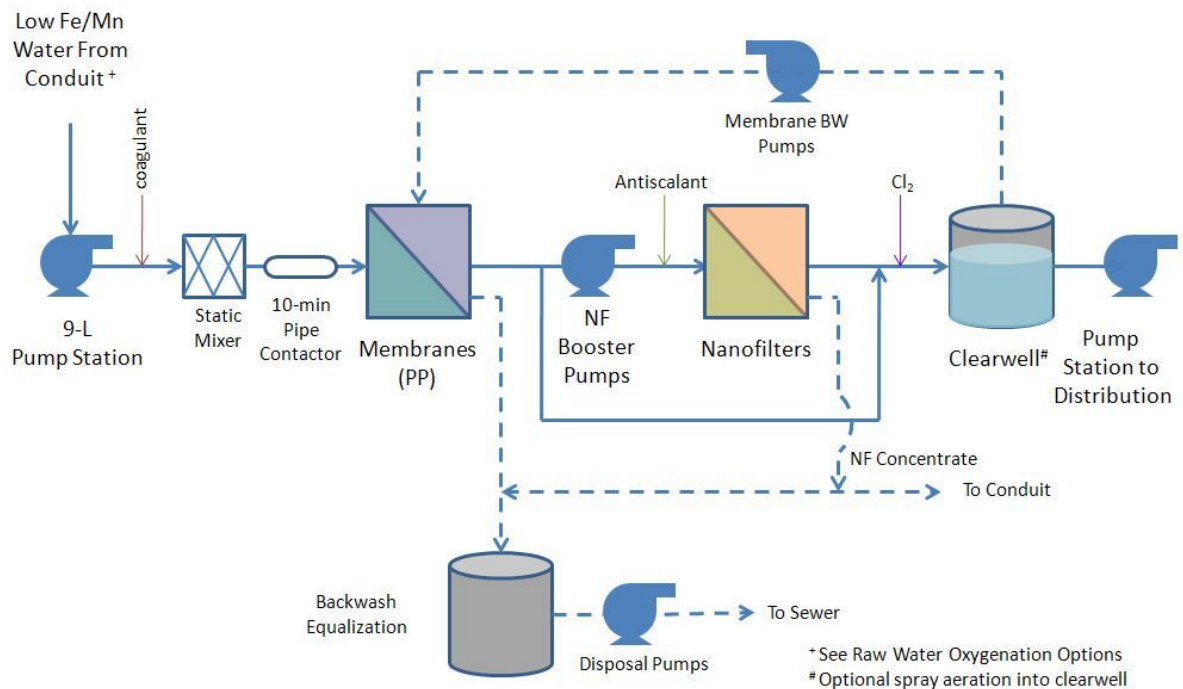 Low Fe/Mn
Water From
Conduit +
coagulant
9-L
Pump Station
Static
Mixer
10-min
Pipe
Contactor
Membranes
(PP)
Membrane BW
Pumps
NF
Booster
Pumps
Antiscalant
Nanofilters
Cl₂
Clearwell#
Pump
Station to
Distribution
NF Concentrate
To Conduit
Backwash
Equalization
Disposal Pumps
To Sewer
+ See Raw Water Oxygenation Options
# Optional spray aeration into clearwell